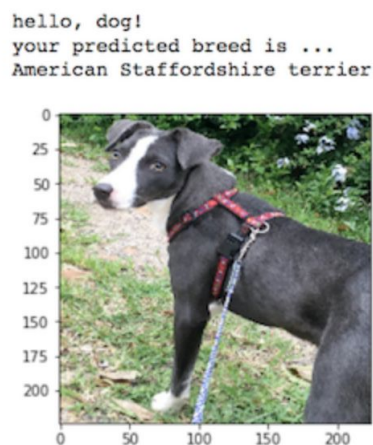 hello, dog!
your predicted breed is ...
American Staffordshire terrier
0
25
50
75
100
125
150
175
200
0 50 100 150 200